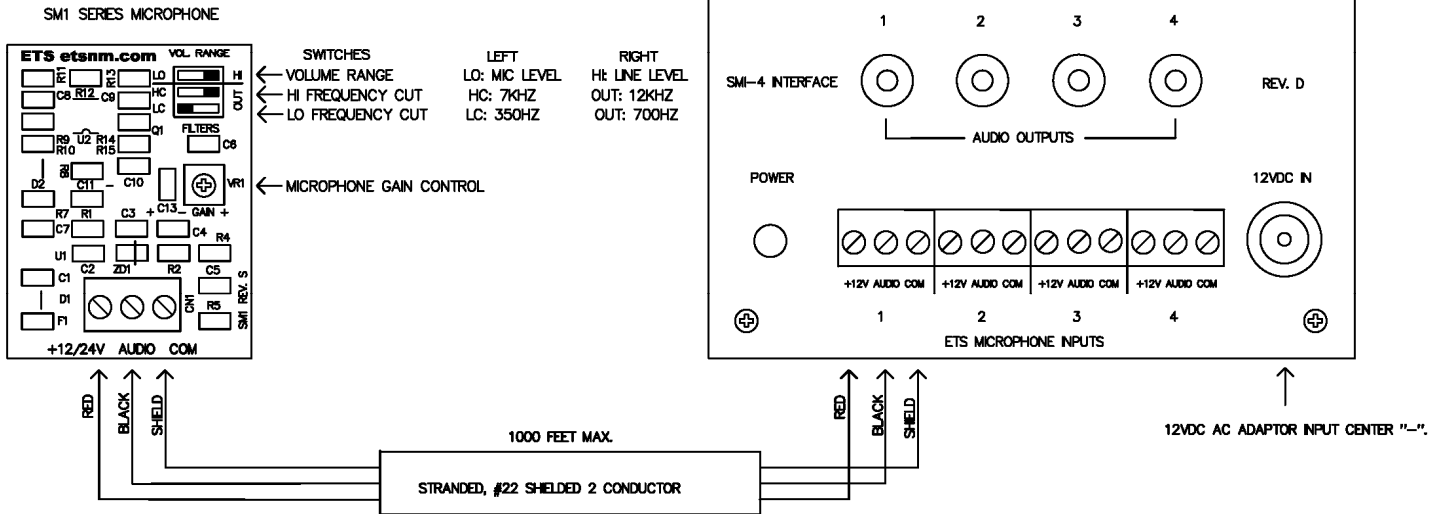 SM1 SERIES MICROPHONE
ETS etsnm.com
VOL. RANGE
R11
R13
LO
HI
C8
R12
C9
HC
OUT
LC
Q1
FILTERS
R9
U2
R14
R10
R15
C6
R8
D2
C11
-
C10
VR1
C13
- GAIN +
R7
R1
C3
+
C7
C4
R4
U1
C2
ZD1
R2
C5
C1
D1
CN1
R5
F1
SM1 REV. S
+12/24V AUDIO COM
SWITCHES LEFT RIGHT
VOLUME RANGE LO: MIC LEVEL HI: LINE LEVEL
HI FREQUENCY CUT HC: 7KHZ OUT: 12KHZ
LO FREQUENCY CUT LC: 350HZ OUT: 700HZ
MICROPHONE GAIN CONTROL
1 2 3 4
SMI-4 INTERFACE
REV. D
AUDIO OUTPUTS
POWER
12VDC IN
+12V AUDIO COM +12V AUDIO COM +12V AUDIO COM +12V AUDIO COM
1 2 3 4
ETS MICROPHONE INPUTS
RED
BLACK
SHIELD
RED
BLACK
SHIELD
1000 FEET MAX.
STRANDED, #22 SHIELDED 2 CONDUCTOR
12VDC AC ADAPTOR INPUT CENTER "-".